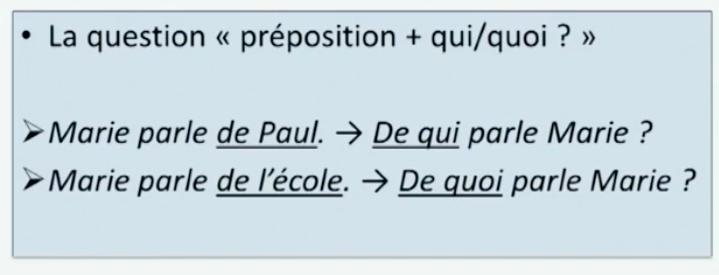 • La question « préposition + qui/quoi ? »
➢ Marie parle de Paul. → De qui parle Marie ?
➢ Marie parle de l’école. → De quoi parle Marie ?